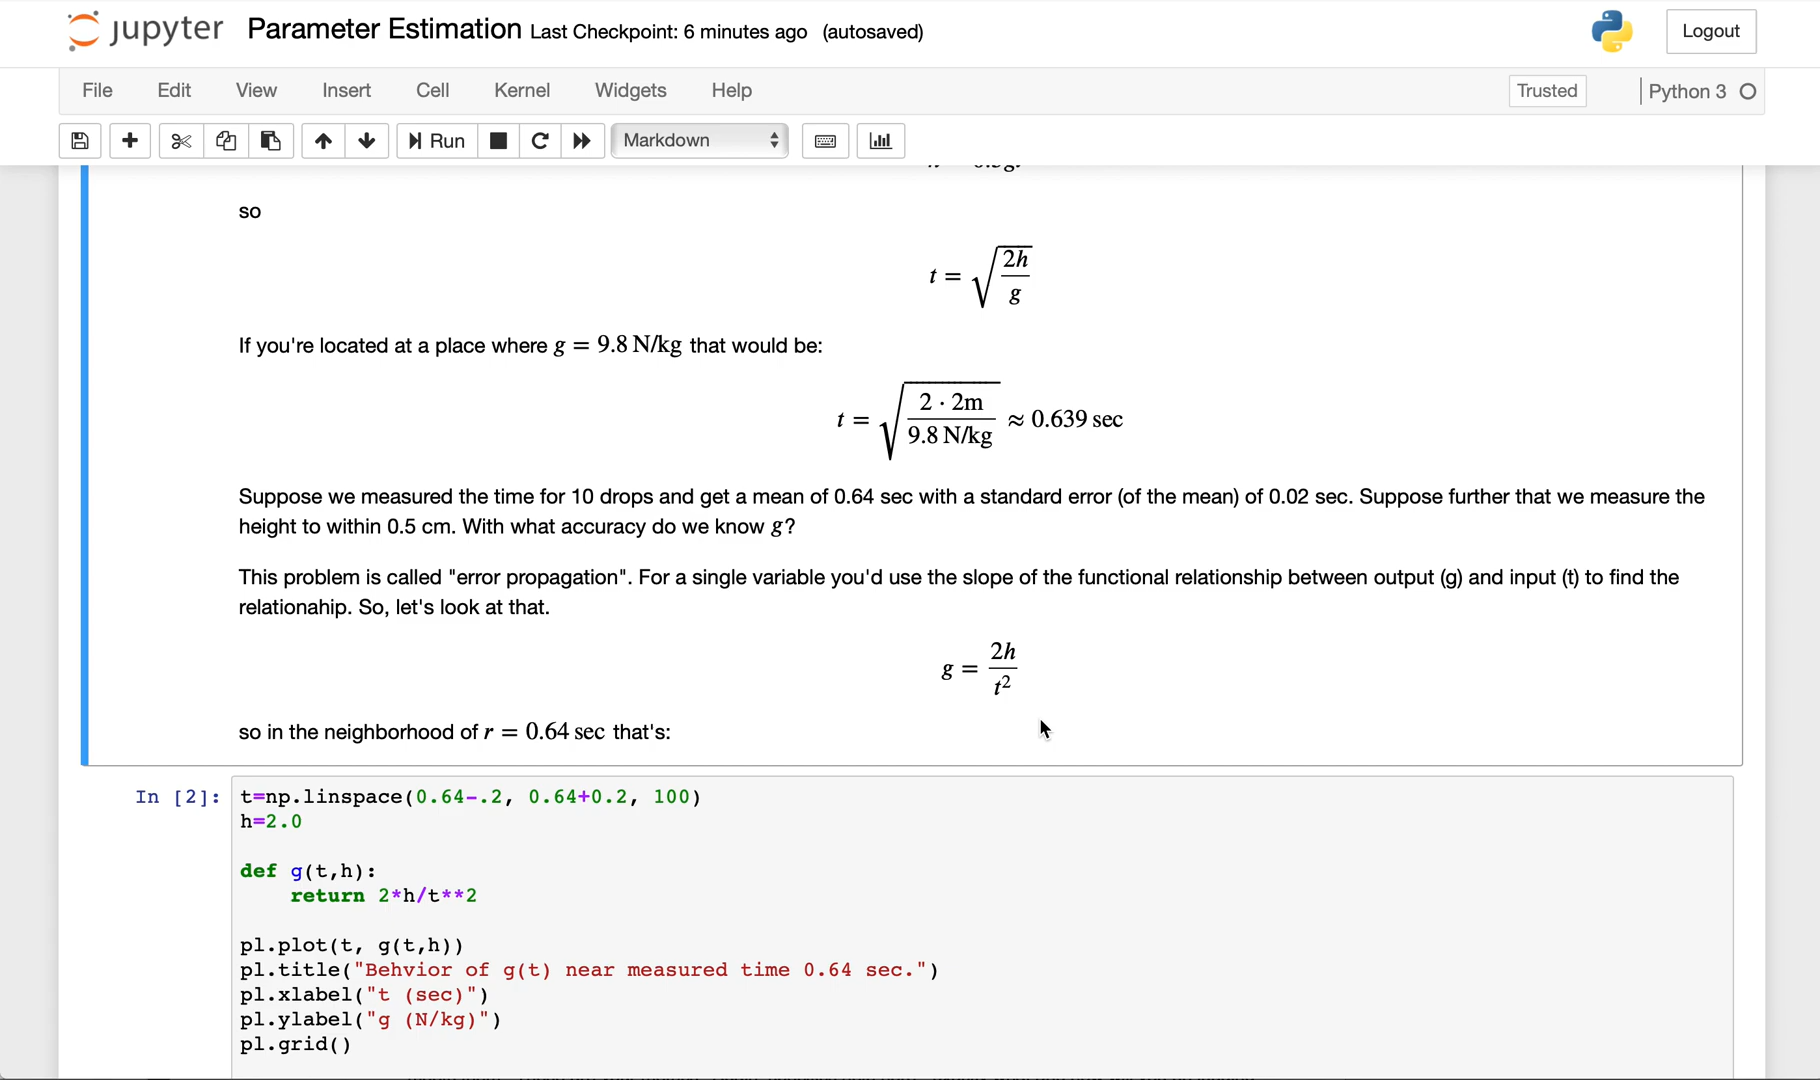 jupyter Parameter Estimation Last Checkpoint: 6 minutes ago (autosaved) Logout
File Edit View Insert Cell Kernel Widgets Help Trusted Python 3
Run Markdown
so
t = √(2h/g)
If you're located at a place where g = 9.8 N/kg that would be:
t = √(2 · 2m / 9.8 N/kg) ≈ 0.639 sec
Suppose we measured the time for 10 drops and get a mean of 0.64 sec with a standard error (of the mean) of 0.02 sec. Suppose further that we measure the
height to within 0.5 cm. With what accuracy do we know g?
This problem is called "error propagation". For a single variable you'd use the slope of the functional relationship between output (g) and input (t) to find the
relationahip. So, let's look at that.
g = 2h/t²
so in the neighborhood of r = 0.64 sec that's:
In [2]: t=np.linspace(0.64-.2, 0.64+0.2, 100)
h=2.0
def g(t,h):
return 2*h/t**2
pl.plot(t, g(t,h))
pl.title("Behvior of g(t) near measured time 0.64 sec.")
pl.xlabel("t (sec)")
pl.ylabel("g (N/kg)")
pl.grid()